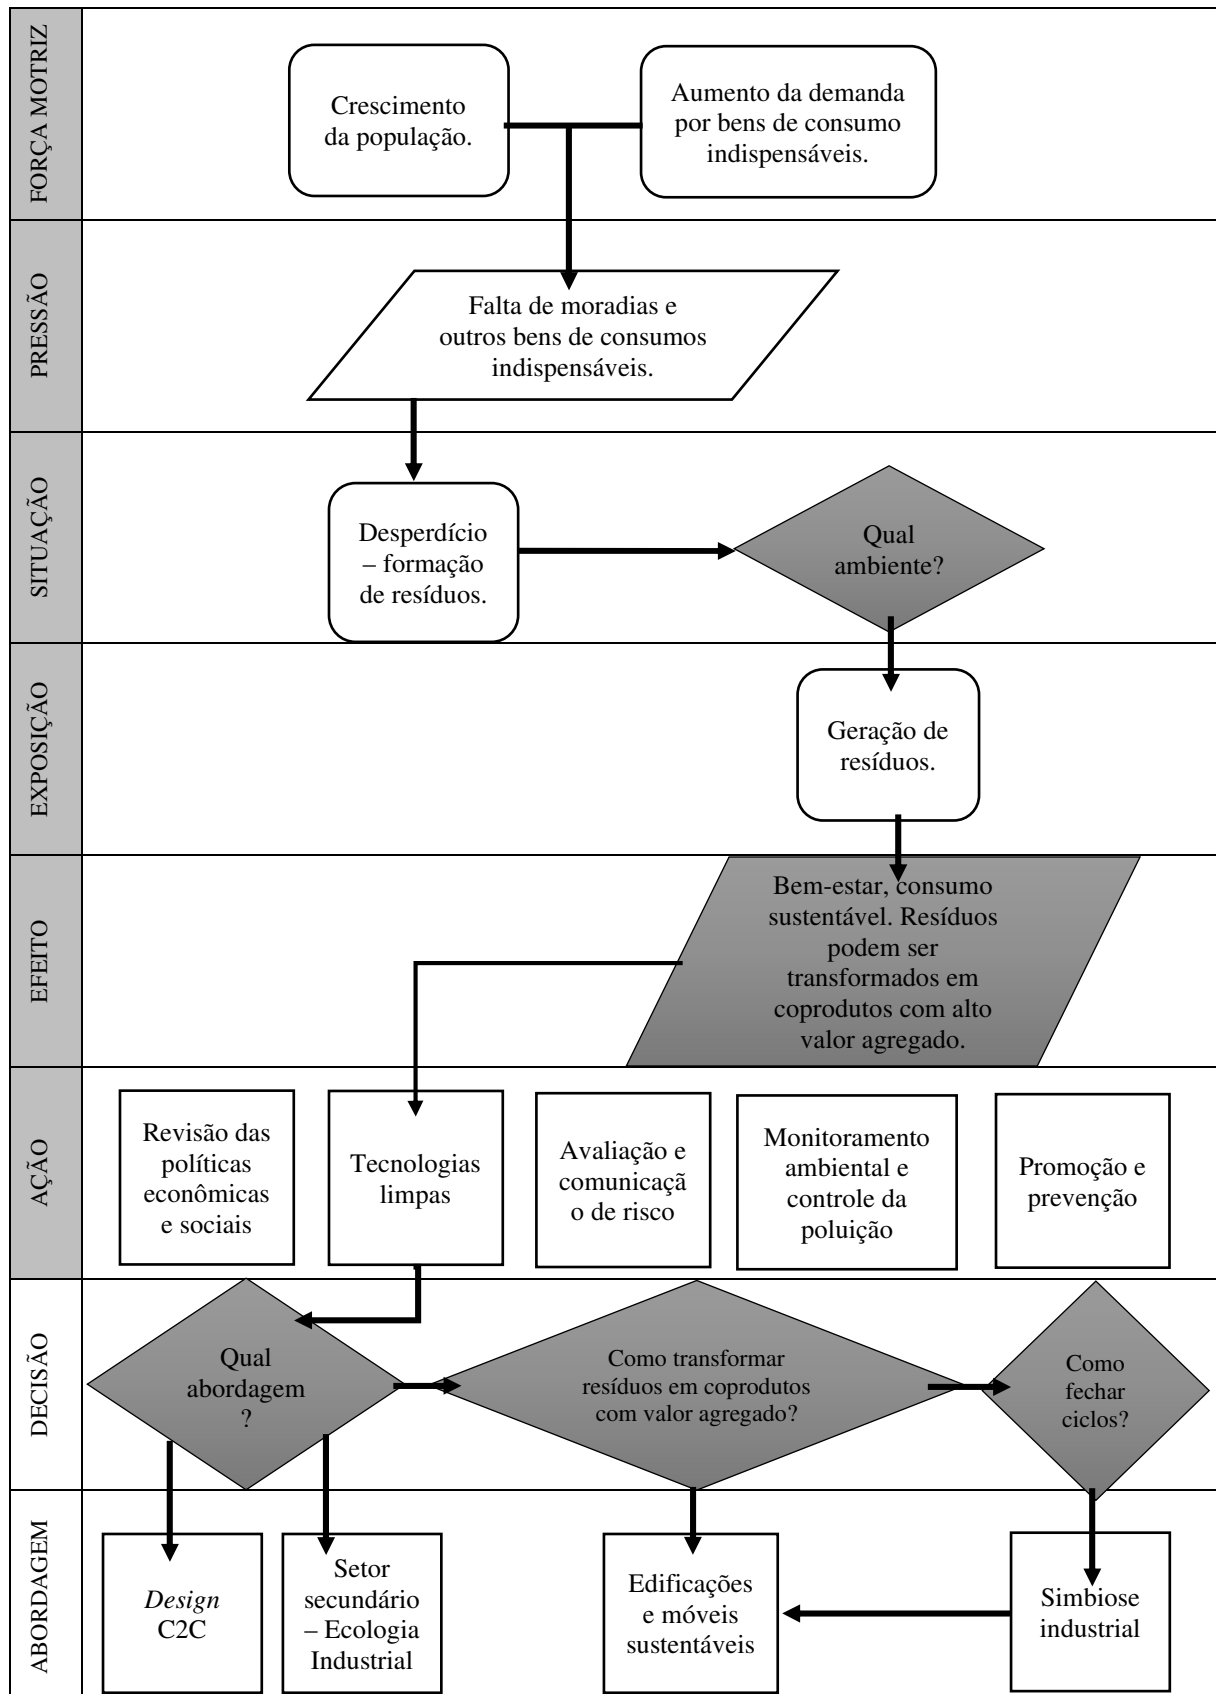 FORÇA MOTRIZ
Crescimento
da população.
Aumento da demanda
por bens de consumo
indispensáveis.
PRESSÃO
Falta de moradias e
outros bens de consumos
indispensáveis.
SITUAÇÃO
Desperdício
– formação
de resíduos.
Qual
ambiente?
EXPOSIÇÃO
Geração de
resíduos.
EFEITO
Bem-estar, consumo
sustentável. Resíduos
podem ser
transformados em
coprodutos com alto
valor agregado.
AÇÃO
Revisão das
políticas
econômicas
e sociais
Tecnologias
limpas
Avaliação e
comunicaçã
o de risco
Monitoramento
ambiental e
controle da
poluição
Promoção e
prevenção
DECISÃO
Qual
abordagem
?
Como transformar
resíduos em coprodutos
com valor agregado?
Como
fechar
ciclos?
ABORDAGEM
Design
C2C
Setor
secundário
– Ecologia
Industrial
Edificações
e móveis
sustentáveis
Simbiose
industrial